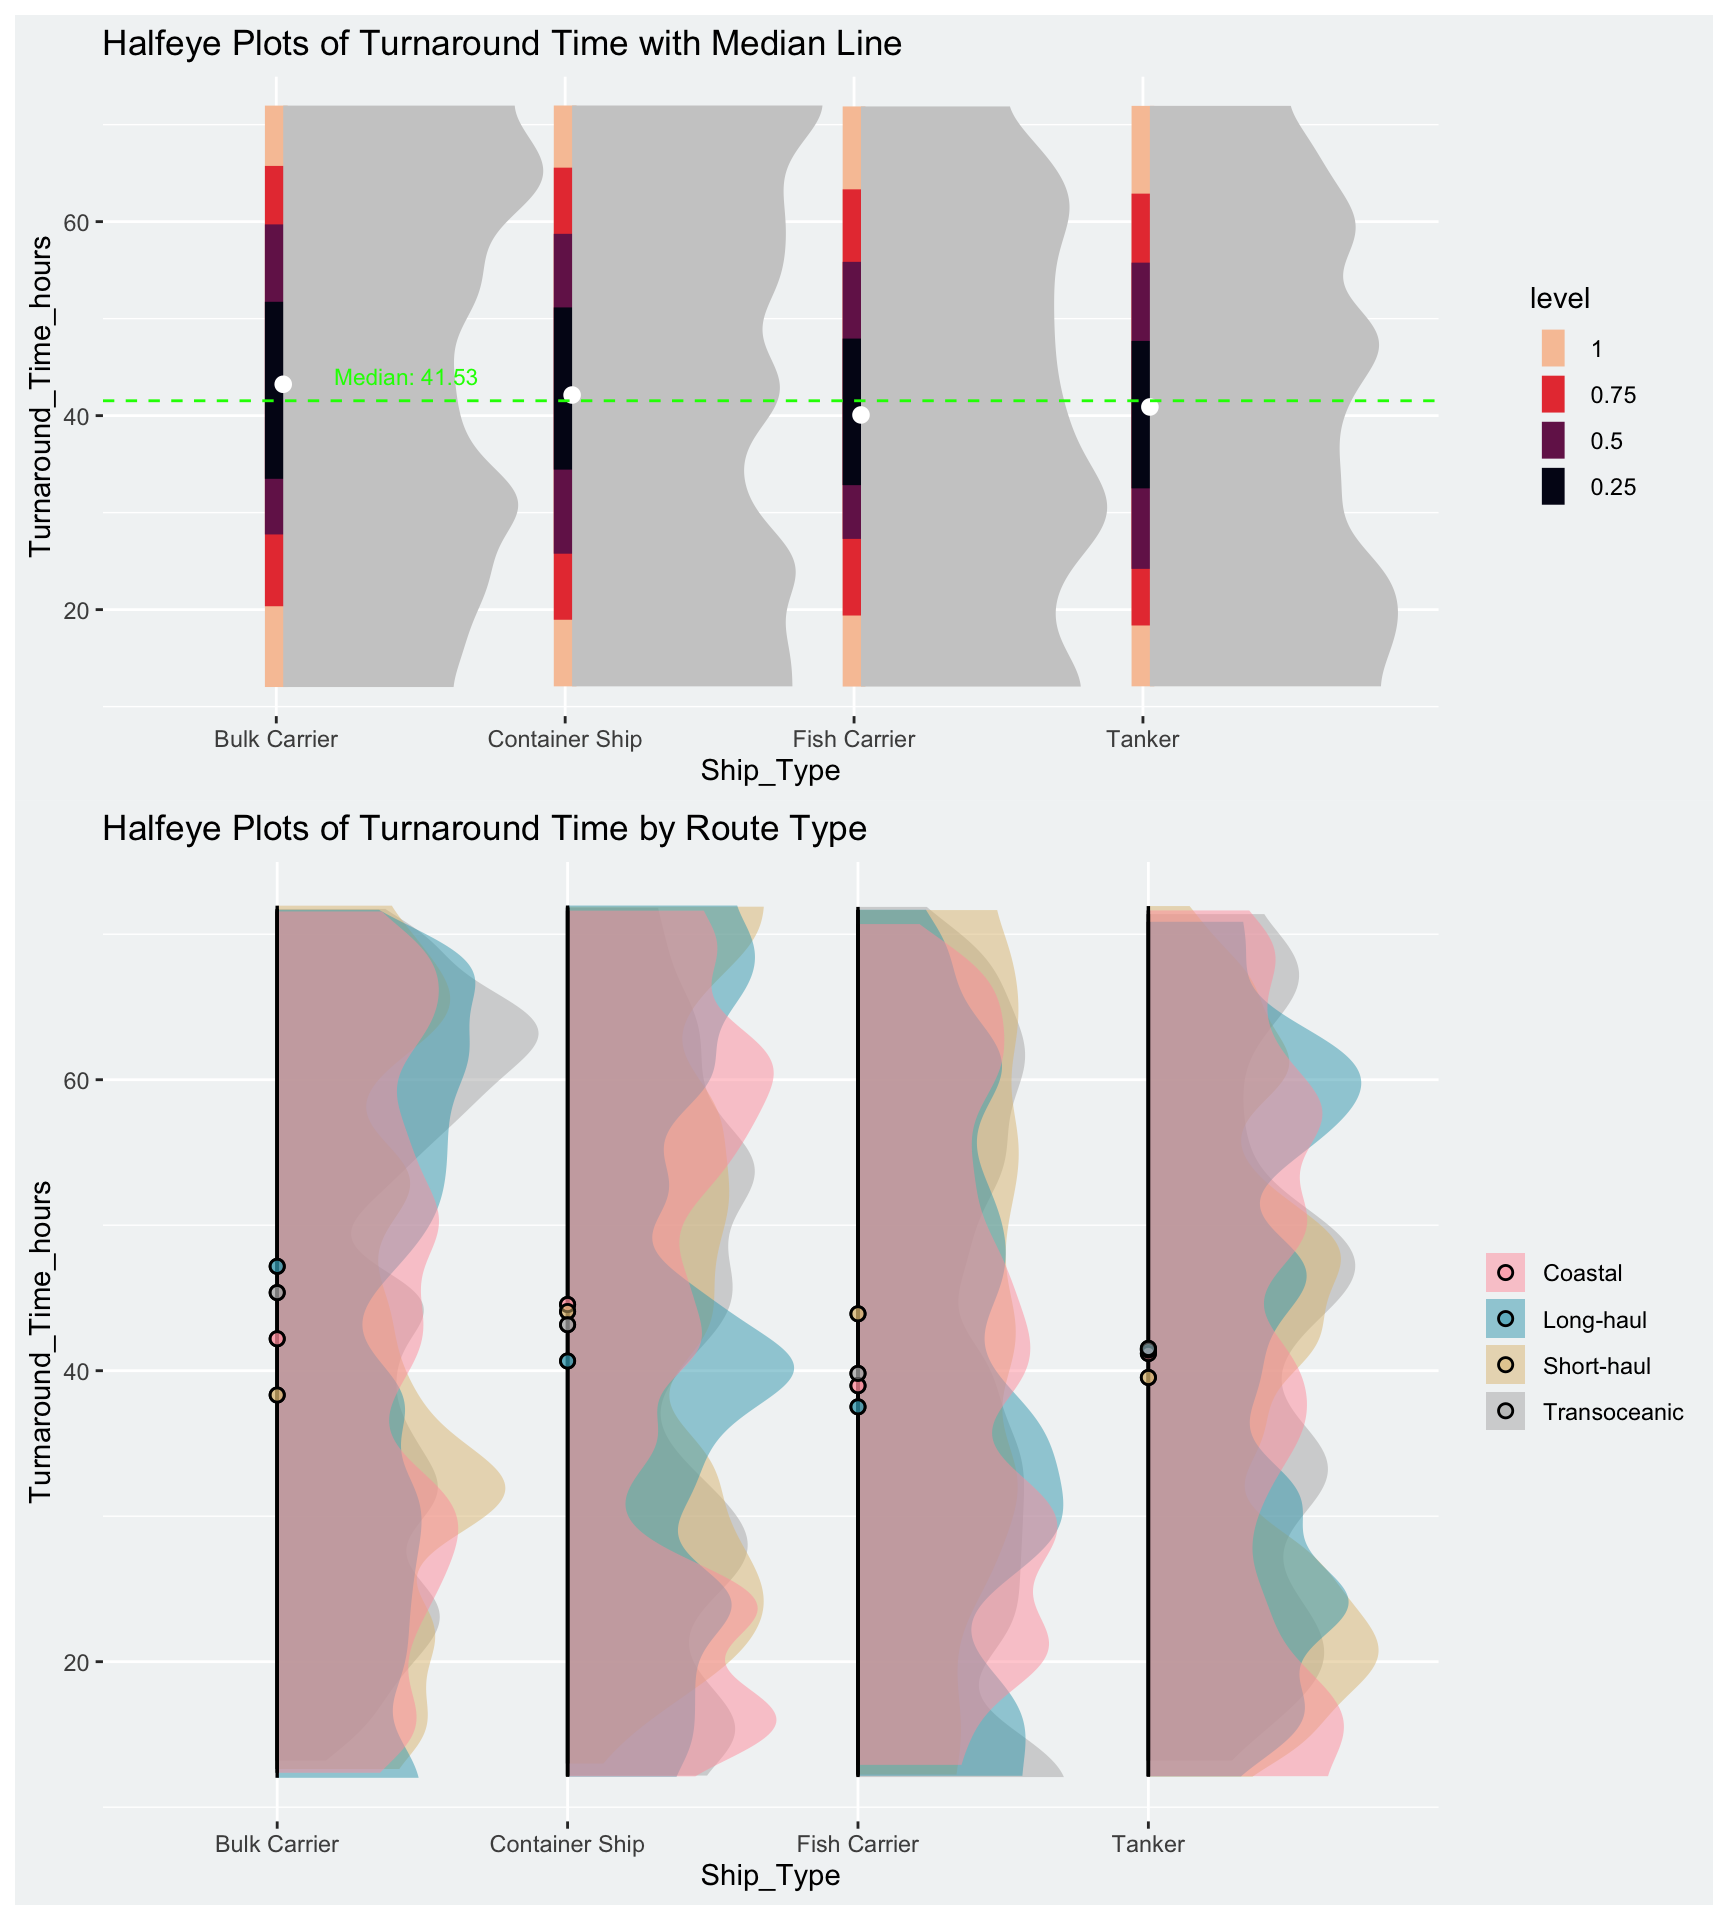 Halfeye Plots of Turnaround Time with Median Line
Turnaround_Time_hours
60
40
20
Median: 41.53
Bulk Carrier Container Ship Fish Carrier Tanker
Ship_Type
level
1
0.75
0.5
0.25
Halfeye Plots of Turnaround Time by Route Type
Turnaround_Time_hours
60
40
20
Bulk Carrier Container Ship Fish Carrier Tanker
Ship_Type
Coastal
Long-haul
Short-haul
Transoceanic